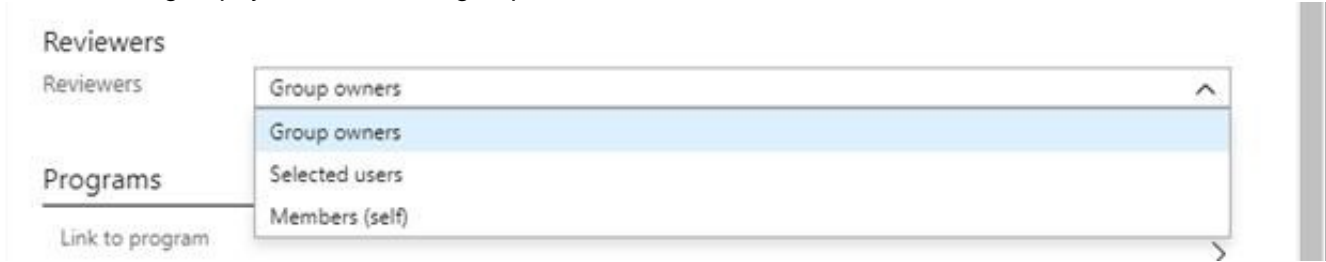 Reviewers
Reviewers Group owners
Group owners
Selected users
Programs
Members (self)
Link to program